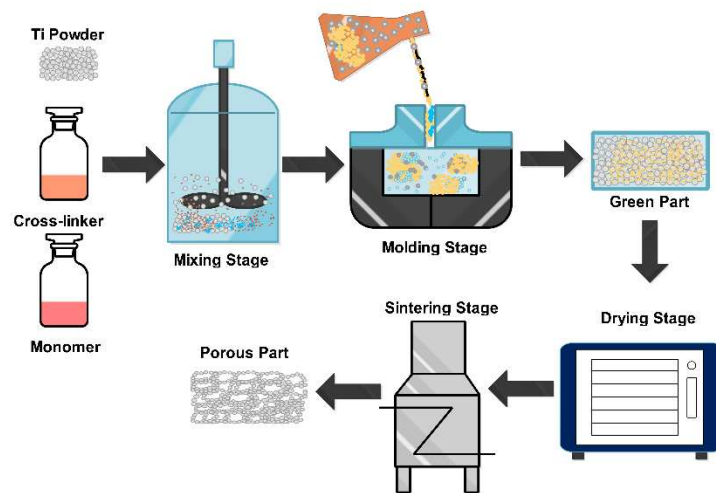 Ti Powder
Cross-linker
Monomer
Mixing Stage
Molding Stage
Green Part
Drying Stage
Sintering Stage
Porous Part